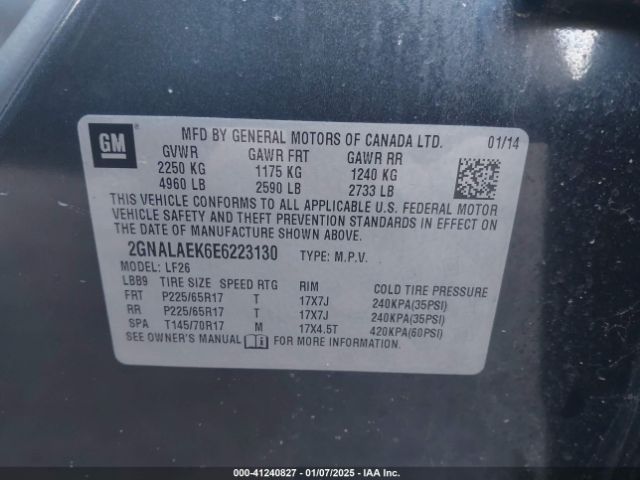 GM
MFD BY GENERAL MOTORS OF CANADA LTD. 01/14
GVWR GAWR FRT GAWR RR
2250 KG 1175 KG 1240 KG
4960 LB 2590 LB 2733 LB
THIS VEHICLE CONFORMS TO ALL APPLICABLE U.S. FEDERAL MOTOR
VEHICLE SAFETY AND THEFT PREVENTION STANDARDS IN EFFECT ON
THE DATE OF MANUFACTURE SHOWN ABOVE.
2GNALAEK6E6223130 TYPE: M.P.V.
MODEL: LF26
LBB9 TIRE SIZE SPEED RTG RIM COLD TIRE PRESSURE
FRT P225/65R17 T 17X7J 240KPA(35PSI)
RR P225/65R17 T 17X7J 240KPA(35PSI)
SPA T145/70R17 M 17X4.5T 420KPA(60PSI)
SEE OWNER'S MANUAL FOR MORE INFORMATION.
000-41240827 - 01/07/2025 - IAA Inc.